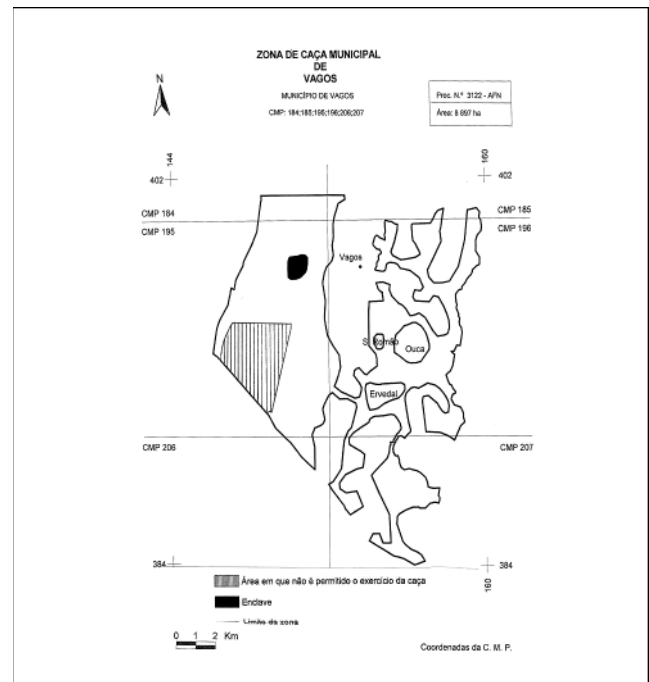 ZONA DE CAÇA MUNICIPAL
DE
VAGOS
N
MUNICÍPIO DE VAGOS
Proc. N.º 3122 - AFN
CMP: 184;185;195;196;206;207
Área: 8 897 ha
144
160
402
402
CMP 184
CMP 185
CMP 195
CMP 196
Vagos
S. Romão
Ouca
Ervedal
CMP 206
CMP 207
384
384
160
Área em que não é permitido o exercício da caça
Enclave
Limite da zona
0 1 2 Km
Coordenadas da C. M. P.